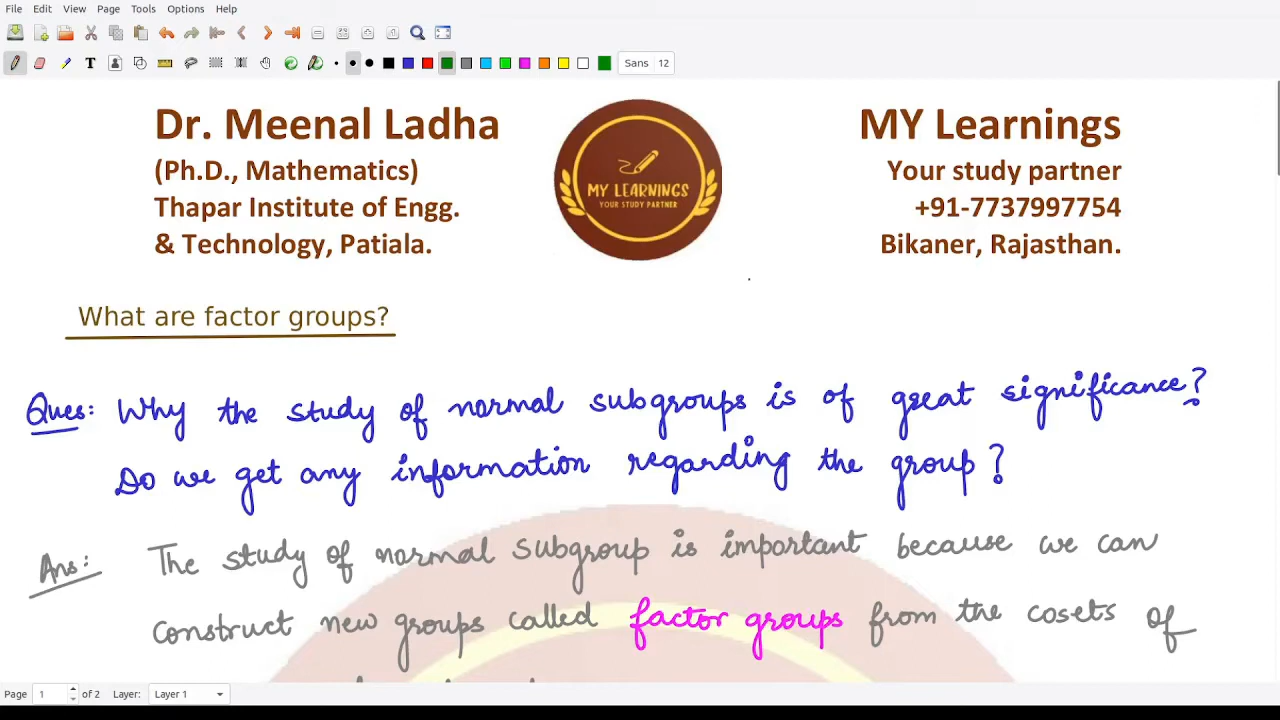 File Edit View Page Tools Options Help
Sans 12
Dr. Meenal Ladha
(Ph.D., Mathematics)
Thapar Institute of Engg.
& Technology, Patiala.
MY LEARNINGS
YOUR STUDY PARTNER
MY Learnings
Your study partner
+91-7737997754
Bikaner, Rajasthan.
What are factor groups?
Ques: Why the study of normal subgroups is of great significance?
Do we get any information regarding the group?
Ans: The study of normal subgroup is important because we can
construct new groups called factor groups from the cosets of
Page 1 of 2 Layer: Layer 1